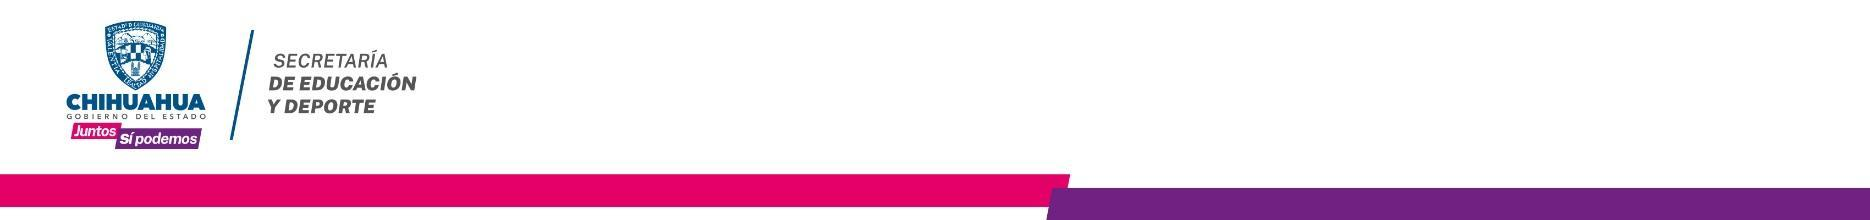 CHIHUAHUA
GOBIERNO DEL ESTADO
Juntos
Sí podemos
SECRETARÍA
DE EDUCACIÓN
Y DEPORTE